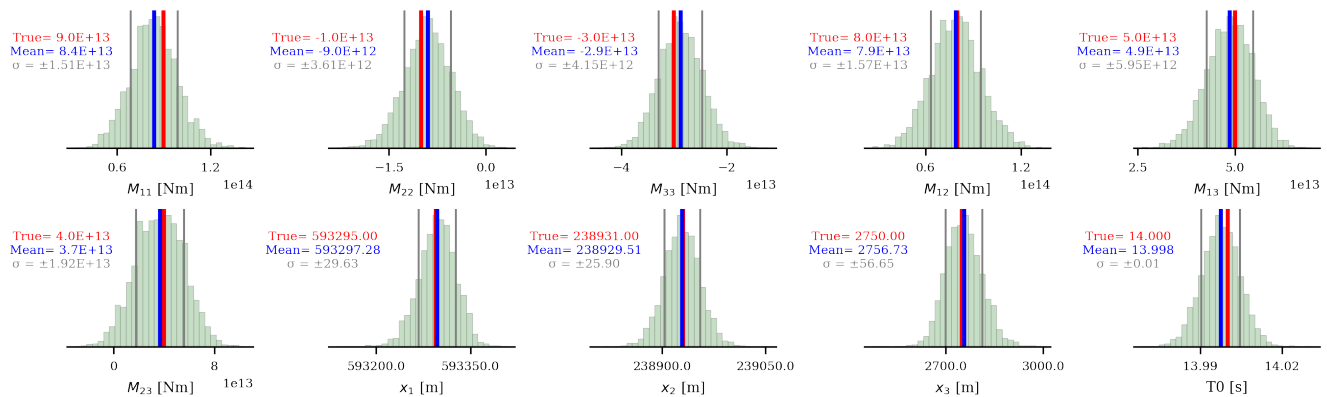 True= 9.0E+13
Mean= 8.4E+13
σ = ±1.51E+13
0.6 1.2
1e14
M11 [Nm]
True= -1.0E+13
Mean= -9.0E+12
σ = ±3.61E+12
−1.5 0.0
1e13
M22 [Nm]
True= -3.0E+13
Mean= -2.9E+13
σ = ±4.15E+12
−4 −2
1e13
M33 [Nm]
True= 8.0E+13
Mean= 7.9E+13
σ = ±1.57E+13
0.6 1.2
1e14
M12 [Nm]
True= 5.0E+13
Mean= 4.9E+13
σ = ±5.95E+12
2.5 5.0
1e13
M13 [Nm]
True= 4.0E+13
Mean= 3.7E+13
σ = ±1.92E+13
0 8
1e13
M23 [Nm]
True= 593295.00
Mean= 593297.28
σ = ±29.63
593200.0 593350.0
x1 [m]
True= 238931.00
Mean= 238929.51
σ = ±25.90
238900.0 239050.0
x2 [m]
True= 2750.00
Mean= 2756.73
σ = ±56.65
2700.0 3000.0
x3 [m]
True= 14.000
Mean= 13.998
σ = ±0.01
13.99 14.02
T0 [s]